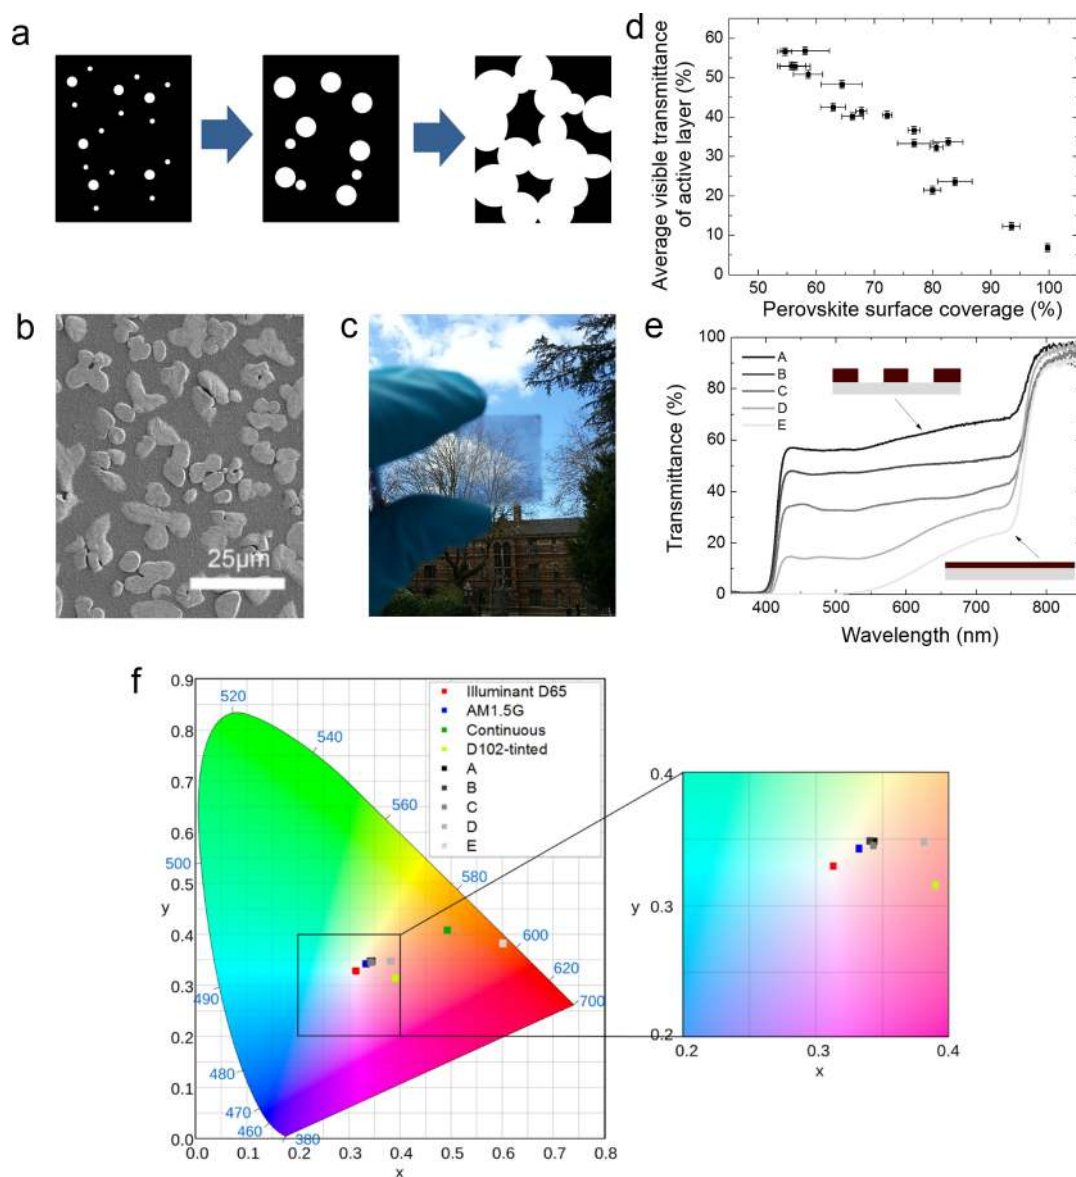 a
b
25μm
c
d
Average visible transmittance
of active layer (%)
60
50
40
30
20
10
0
50 60 70 80 90 100
Perovskite surface coverage (%)
e
Transmittance (%)
100
80
60
40
20
0
A
B
C
D
E
400 500 600 700 800
Wavelength (nm)
f
y
0.9
0.8
0.7
0.6
0.5
0.4
0.3
0.2
0.1
0.0
0.0 0.1 0.2 0.3 0.4 0.5 0.6 0.7 0.8
x
520
540
560
580
600
620
700
500
490
480
470
460
380
Illuminant D65
AM1.5G
Continuous
D102-tinted
A
B
C
D
E
0.4
0.3
0.2
y
0.2 0.3 0.4
x